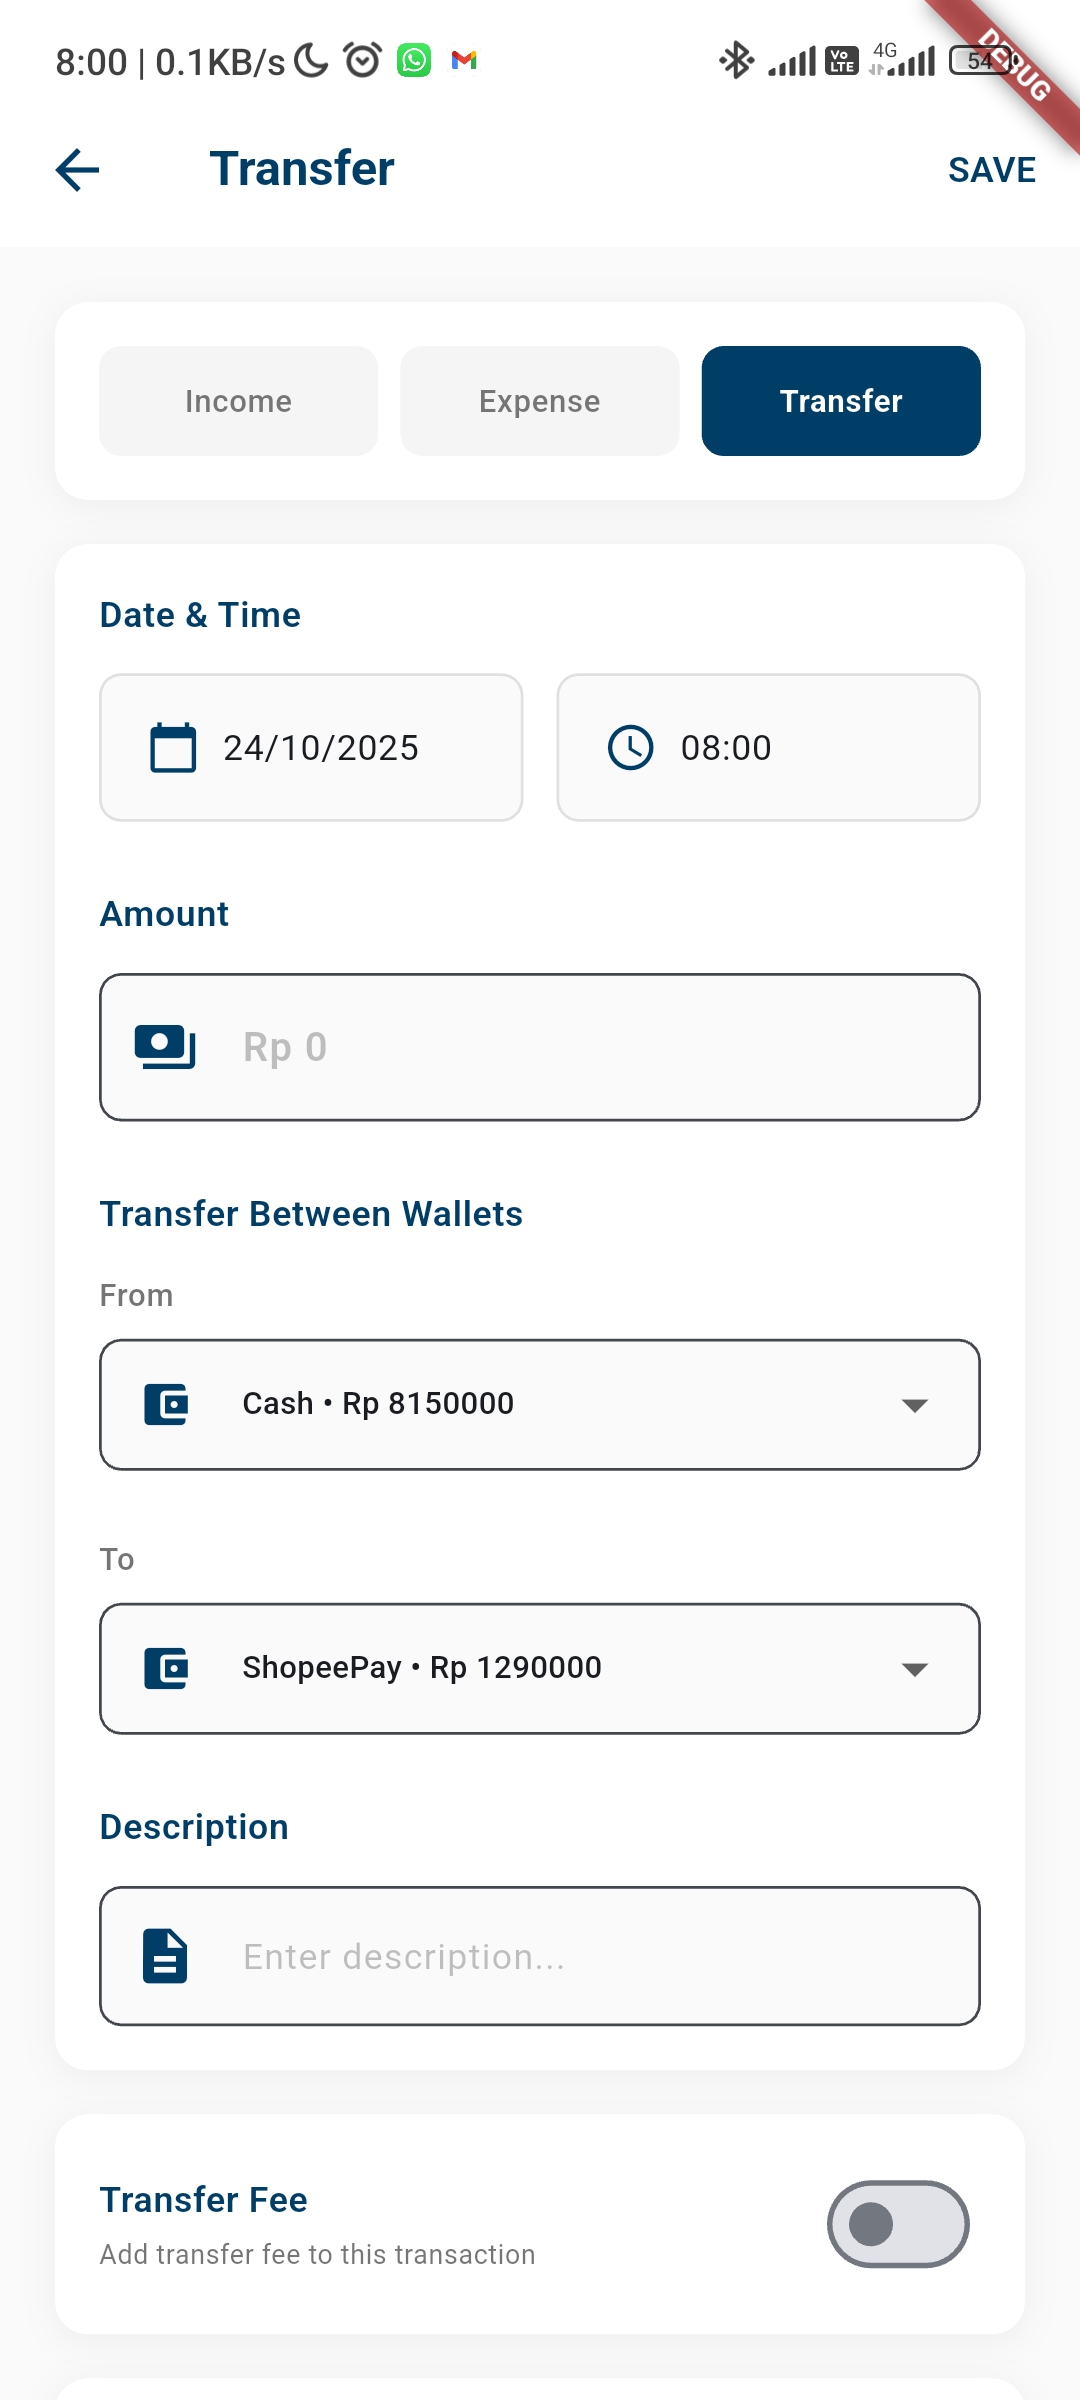 8:00 | 0.1KB/s
Vo LTE
4G
54
DEBUG
Transfer
SAVE
Income
Expense
Transfer
Date & Time
24/10/2025
08:00
Amount
Rp 0
Transfer Between Wallets
From
Cash • Rp 8150000
To
ShopeePay • Rp 1290000
Description
Enter description...
Transfer Fee
Add transfer fee to this transaction